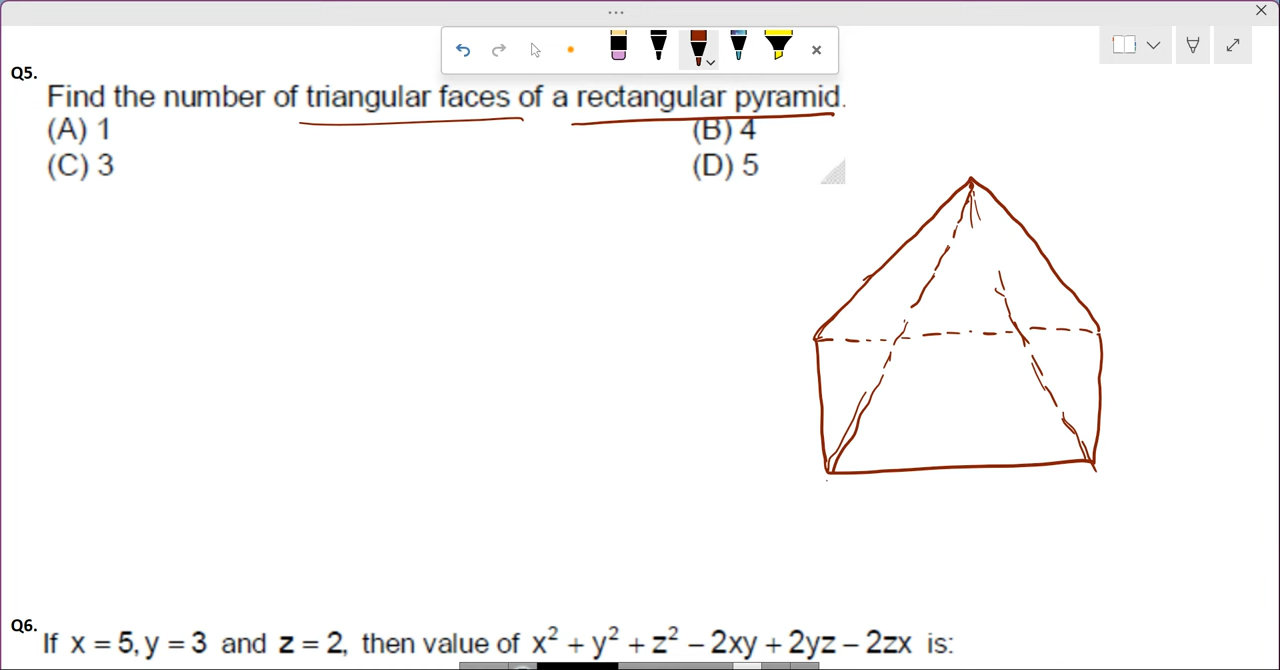 Q5.
Find the number of triangular faces of a rectangular pyramid.
(A) 1 (B) 4
(C) 3 (D) 5
Q6.
If x = 5, y = 3 and z = 2, then value of x² + y² + z² − 2xy + 2yz − 2zx is: